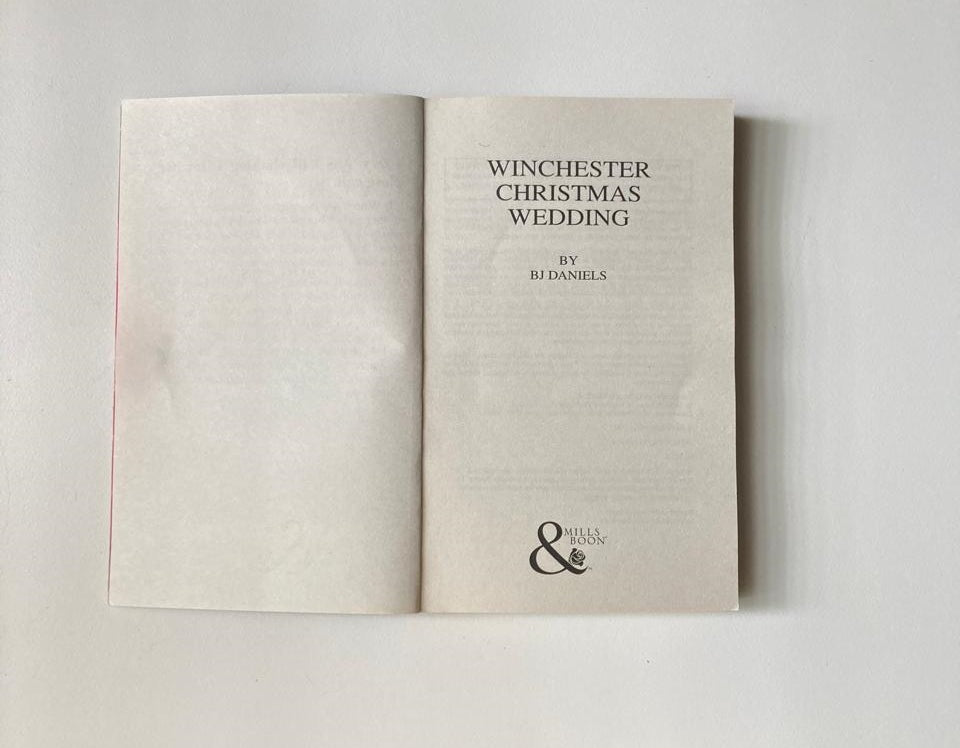 WINCHESTER
CHRISTMAS
WEDDING
BY
BJ DANIELS
&
MILLS
BOON